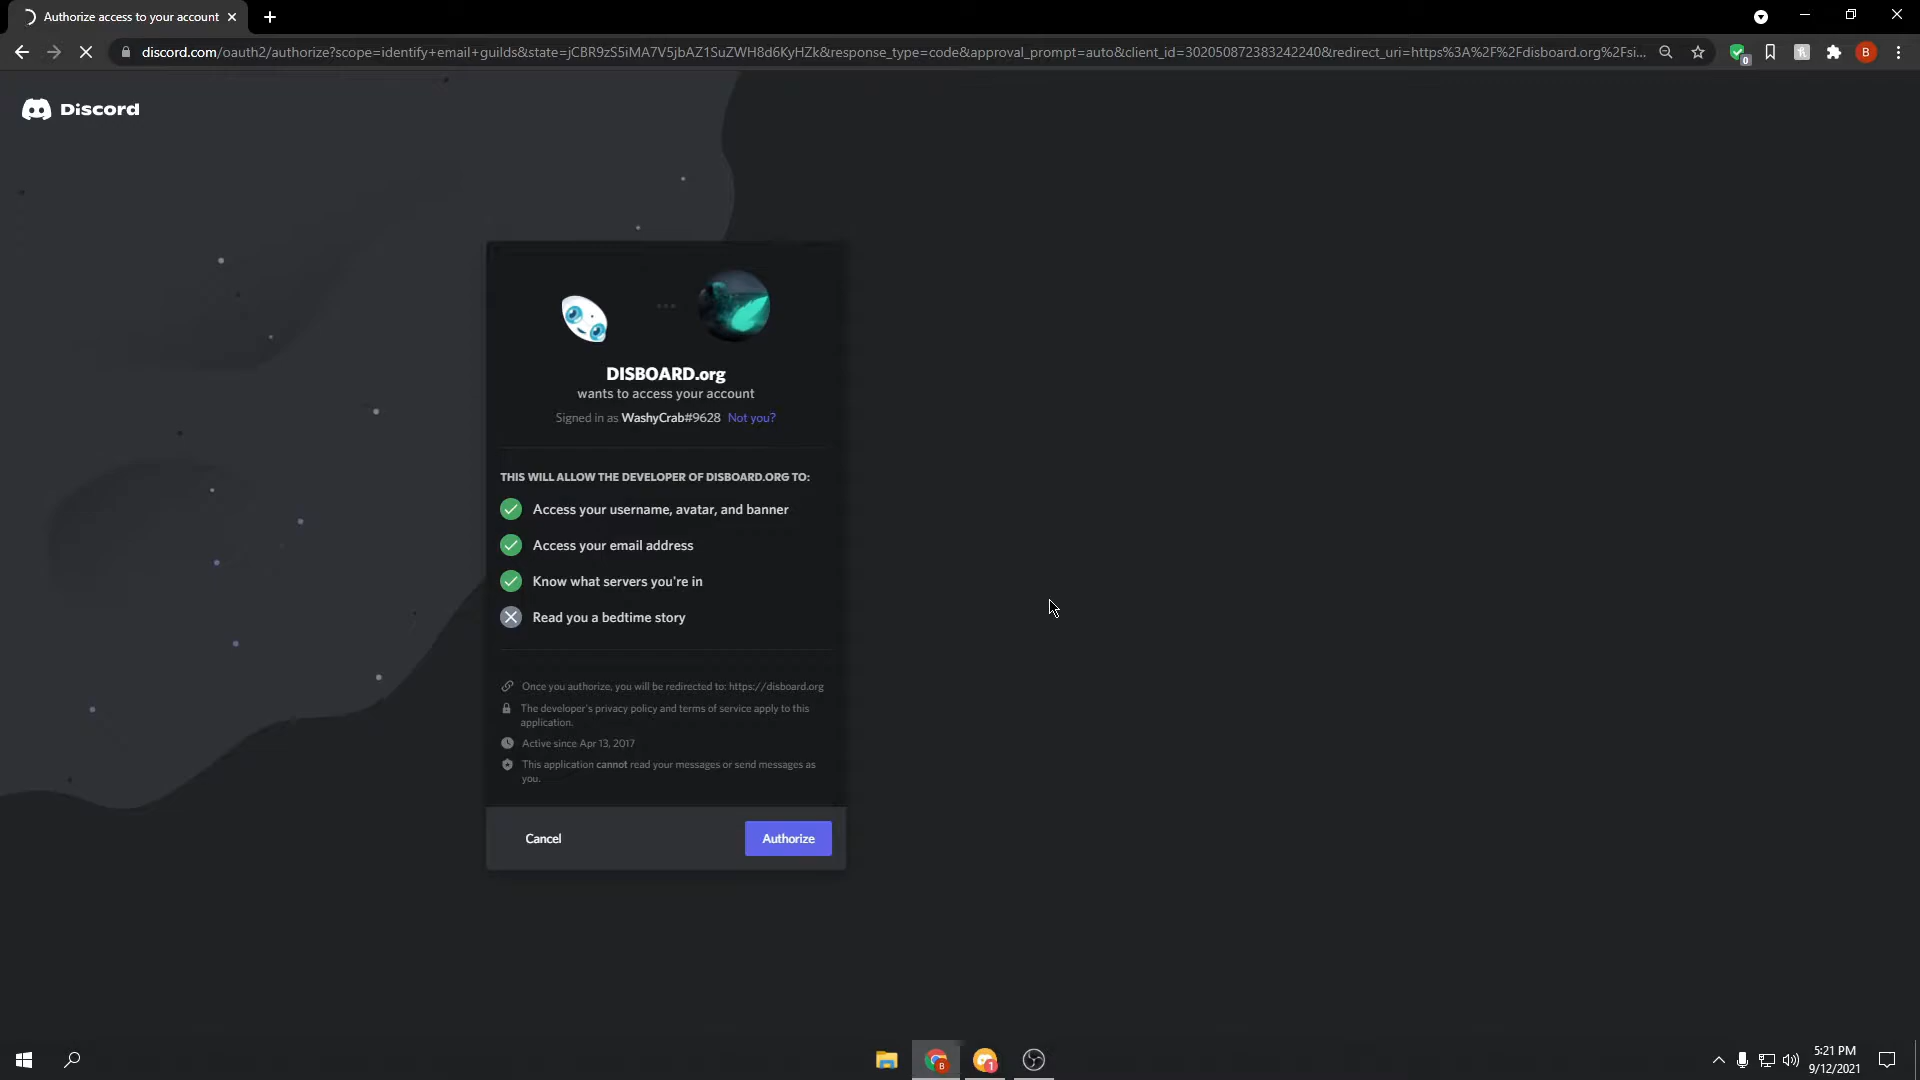 Authorize access to your account
discord.com/oauth2/authorize?scope=identify+email+guilds&state=jCBR9zS5iMA7V5jbAZ1SuZWH8d6KyHZk&response_type=code&approval_prompt=auto&client_id=302050872383242240&redirect_uri=https%3A%2F%2Fdisboard.org%2Fsi...
0
B
Discord
DISBOARD.org
wants to access your account
Signed in as WashyCrab#9628 Not you?
THIS WILL ALLOW THE DEVELOPER OF DISBOARD.ORG TO:
Access your username, avatar, and banner
Access your email address
Know what servers you're in
Read you a bedtime story
Once you authorize, you will be redirected to: https://disboard.org
The developer's privacy policy and terms of service apply to this
application.
Active since Apr 13, 2017
This application cannot read your messages or send messages as
you.
Cancel
Authorize
B
1
5:21 PM
9/12/2021